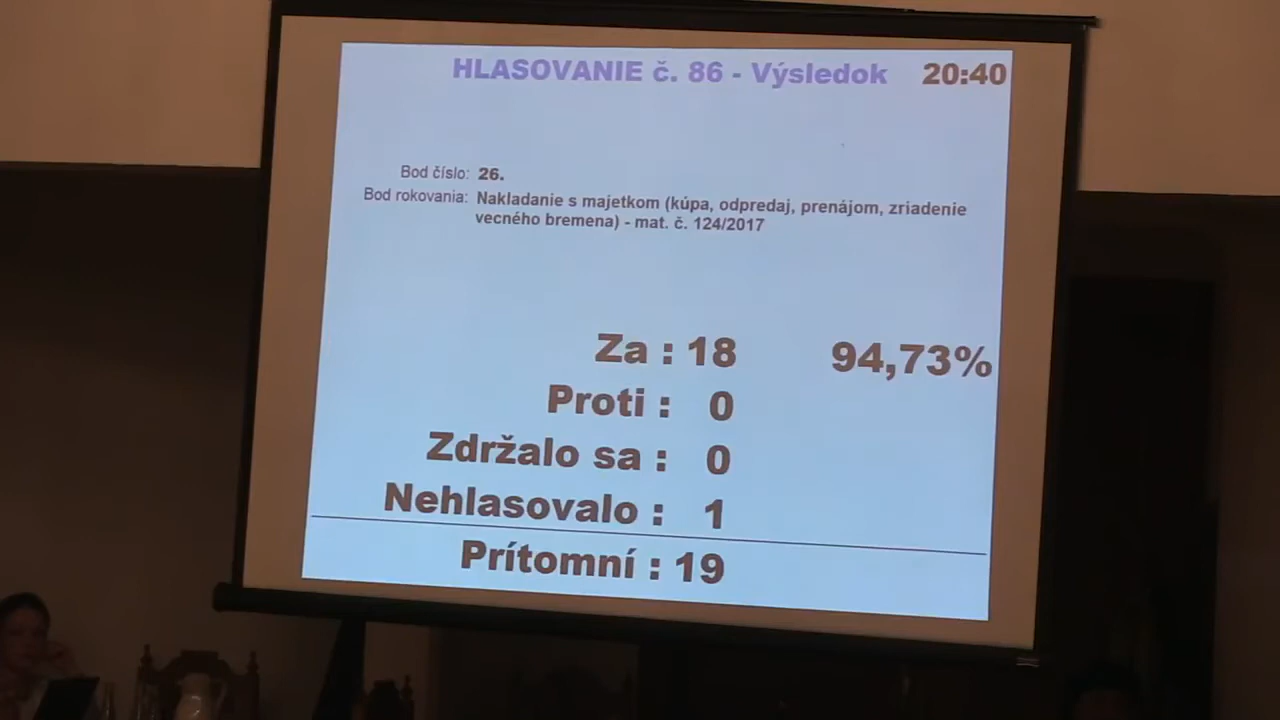 HLASOVANIE č. 86 - Výsledok 20:40
Bod číslo: 26.
Bod rokovania: Nakladanie s majetkom (kúpa, odpredaj, prenájom, zriadenie
vecného bremena) - mat. č. 124/2017
Za : 18 94,73%
Proti : 0
Zdržalo sa : 0
Nehlasovalo : 1
Prítomní : 19